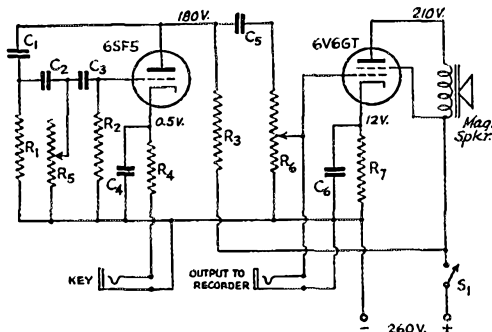 180V.
210V.
C1
6SF5
C5
6V6GT
C2
C3
R1
R5
R2
0.5V.
C4
R4
R3
R6
12V.
C6
R7
Mag.
Spkr.
KEY
OUTPUT TO
RECORDER
S1
- 260V. +